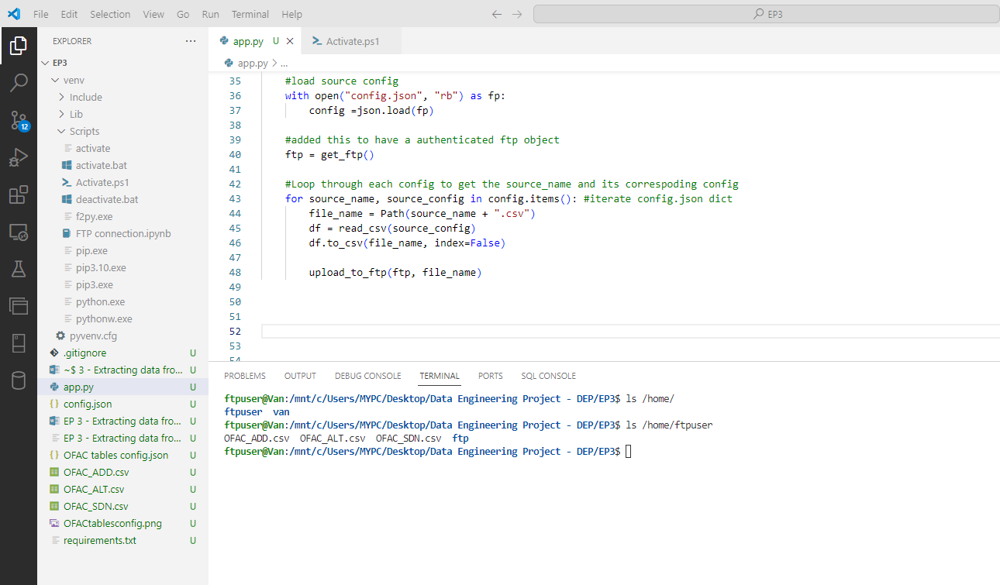 File Edit Selection View Go Run Terminal Help
EP3
EXPLORER
EP3
venv
Include
Lib
Scripts
activate
activate.bat
Activate.ps1
deactivate.bat
f2py.exe
FTP connection.ipynb
pip.exe
pip3.10.exe
pip3.exe
python.exe
pythonw.exe
pyvenv.cfg
.gitignore U
~$ 3 - Extracting data fro... U
app.py U
config.json U
EP 3 - Extracting data fro... U
EP 3 - Extracting data fro... U
OFAC tables config.json U
OFAC_ADD.csv U
OFAC_ALT.csv U
OFAC_SDN.csv U
OFACtablesconfig.png U
requirements.txt U
12
app.py U Activate.ps1
app.py > ...
35 #load source config
36 with open("config.json", "rb") as fp:
37 config =json.load(fp)
38
39 #added this to have a authenticated ftp object
40 ftp = get_ftp()
41
42 #Loop through each config to get the source_name and its correspoding config
43 for source_name, source_config in config.items(): #iterate config.json dict
44 file_name = Path(source_name + ".csv")
45 df = read_csv(source_config)
46 df.to_csv(file_name, index=False)
47
48 upload_to_ftp(ftp, file_name)
49
50
51
52
53
54
PROBLEMS OUTPUT DEBUG CONSOLE TERMINAL PORTS SQL CONSOLE
ftpuser@Van:/mnt/c/Users/MYPC/Desktop/Data Engineering Project - DEP/EP3$ ls /home/
ftpuser van
ftpuser@Van:/mnt/c/Users/MYPC/Desktop/Data Engineering Project - DEP/EP3$ ls /home/ftpuser
OFAC_ADD.csv OFAC_ALT.csv OFAC_SDN.csv ftp
ftpuser@Van:/mnt/c/Users/MYPC/Desktop/Data Engineering Project - DEP/EP3$